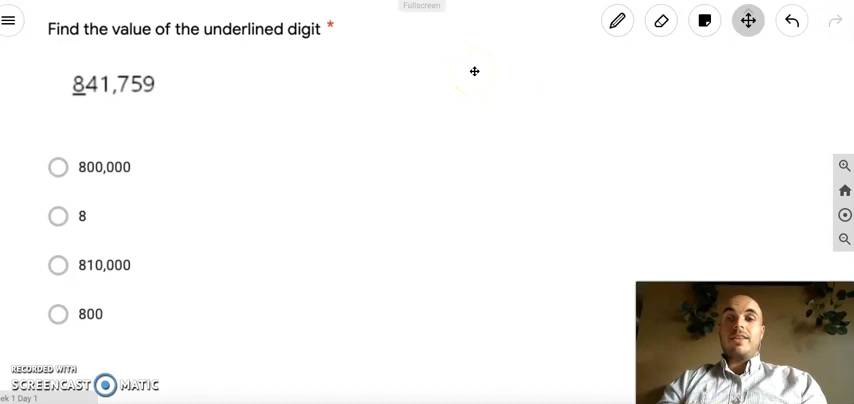 Fullscreen
Find the value of the underlined digit *
841,759
800,000
8
810,000
800
RECORDED WITH
SCREENCAST MATIC
ek 1 Day 1